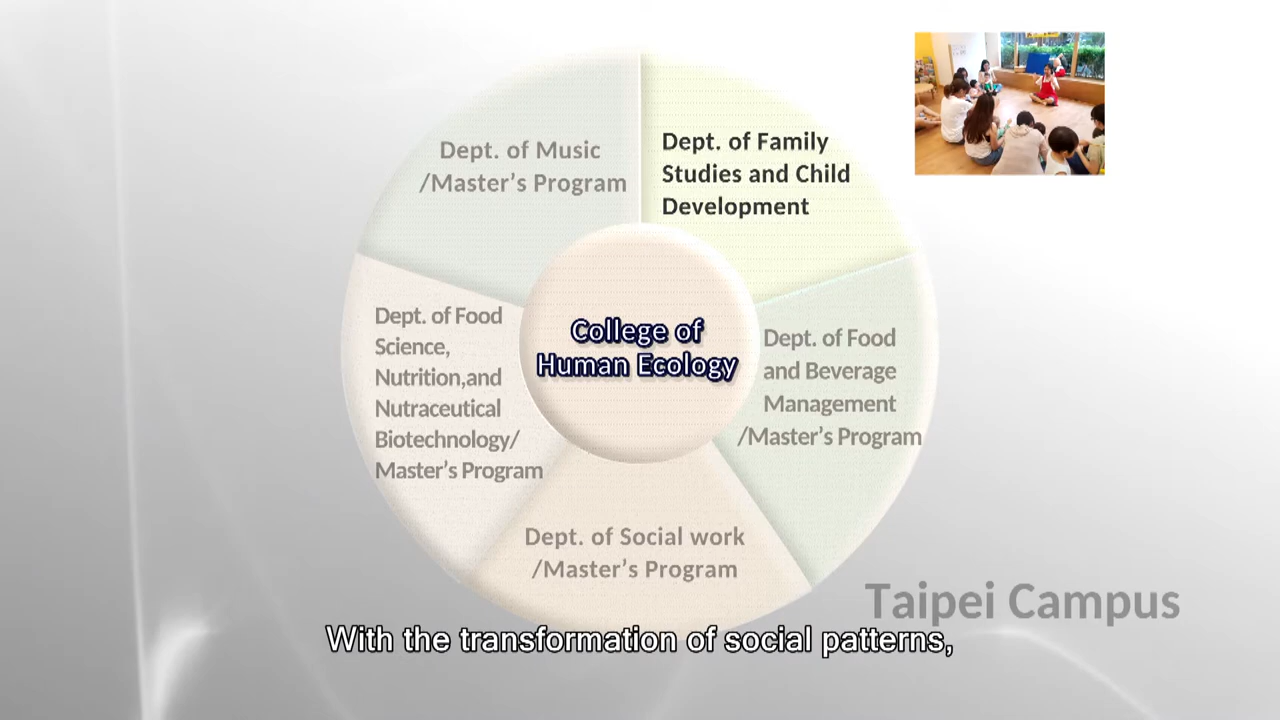 Dept. of Music
/Master's Program
Dept. of Family
Studies and Child
Development
Dept. of Food
Science,
Nutrition,and
Nutraceutical
Biotechnology/
Master's Program
College of
Human Ecology
Dept. of Food
and Beverage
Management
/Master's Program
Dept. of Social work
/Master's Program
Taipei Campus
With the transformation of social patterns,